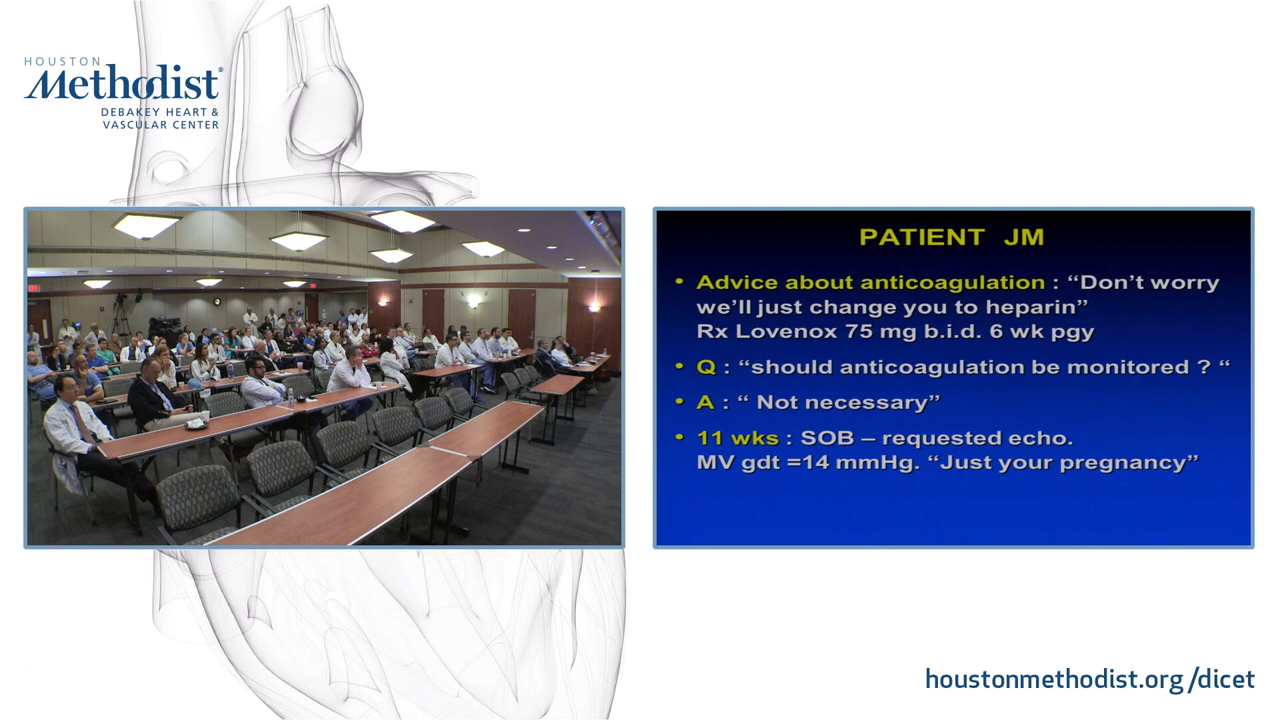 HOUSTON
Methodist®
DEBAKEY HEART &
VASCULAR CENTER
PATIENT JM
• Advice about anticoagulation : “Don’t worry
we’ll just change you to heparin”
Rx Lovenox 75 mg b.i.d. 6 wk pgy
• Q : “should anticoagulation be monitored ? “
• A : “ Not necessary”
• 11 wks : SOB – requested echo.
MV gdt =14 mmHg. “Just your pregnancy”
houstonmethodist.org/dicet